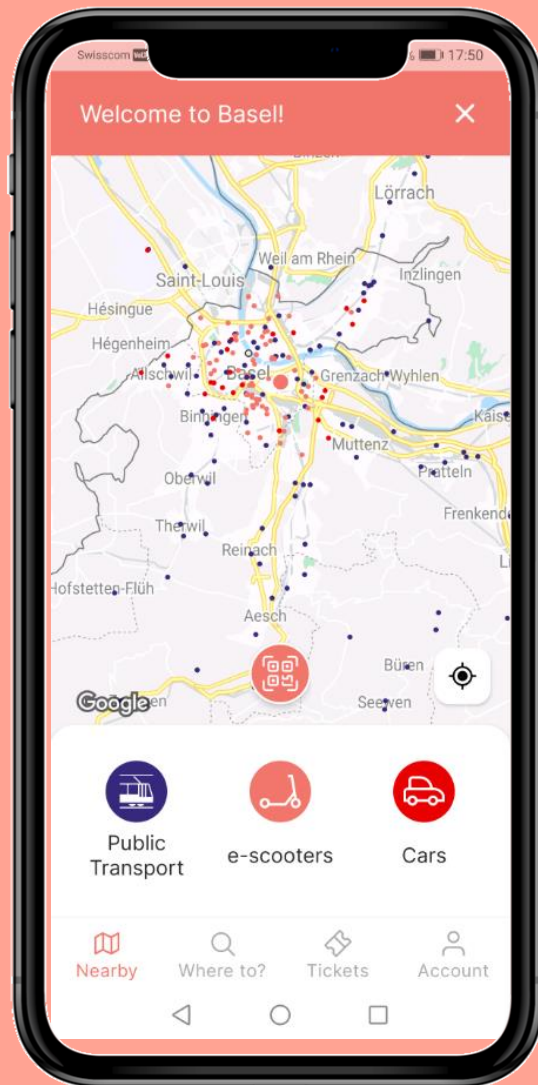 Swisscom
17:50
Welcome to Basel!
Lörrach
Weil am Rhein
Inzlingen
Saint-Louis
Hésingue
Hégenheim
Allschwil
Basel
Grenzach-Wyhlen
Binningen
Muttenz
Pratteln
Oberwil
Frenkend
Therwil
Reinach
Hofstetten-Flüh
Aesch
Büren
Google
en
Seewen
Public
Transport
e-scooters
Cars
Nearby
Where to?
Tickets
Account